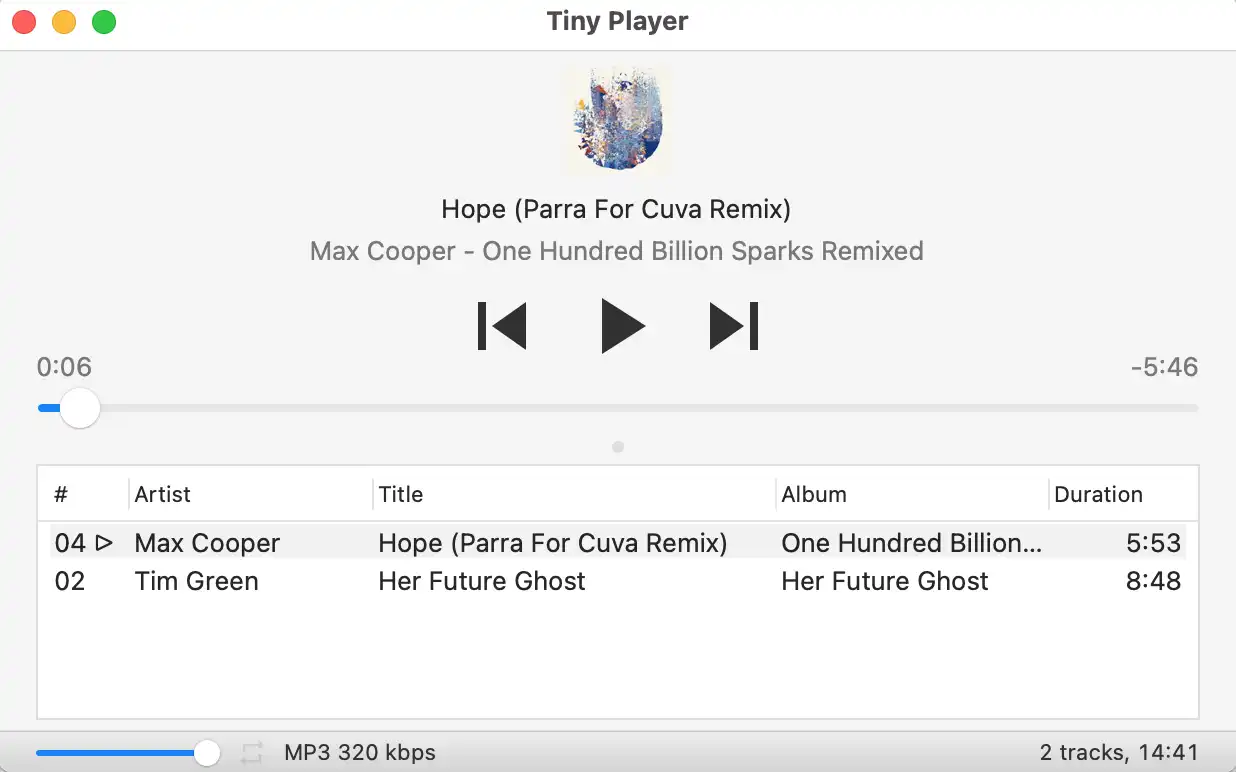 Tiny Player
Hope (Parra For Cuva Remix)
Max Cooper - One Hundred Billion Sparks Remixed
0:06 -5:46
# Artist Title Album Duration
04 Max Cooper Hope (Parra For Cuva Remix) One Hundred Billion... 5:53
02 Tim Green Her Future Ghost Her Future Ghost 8:48
MP3 320 kbps 2 tracks, 14:41